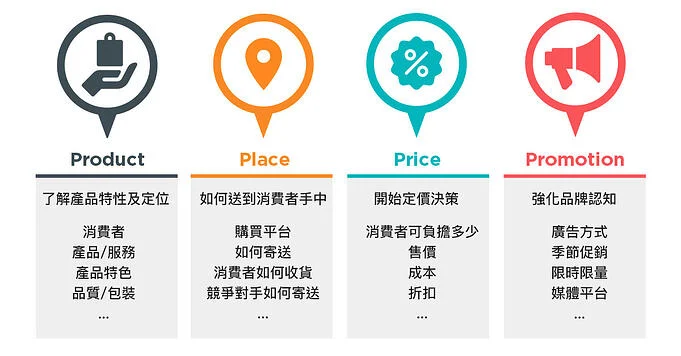 Product
了解產品特性及定位
消費者
產品/服務
產品特色
品質/包裝
...
Place
如何送到消費者手中
購買平台
如何寄送
消費者如何收貨
競爭對手如何寄送
...
%
Price
開始定價決策
消費者可負擔多少
售價
成本
折扣
...
Promotion
強化品牌認知
廣告方式
季節促銷
限時限量
媒體平台
...